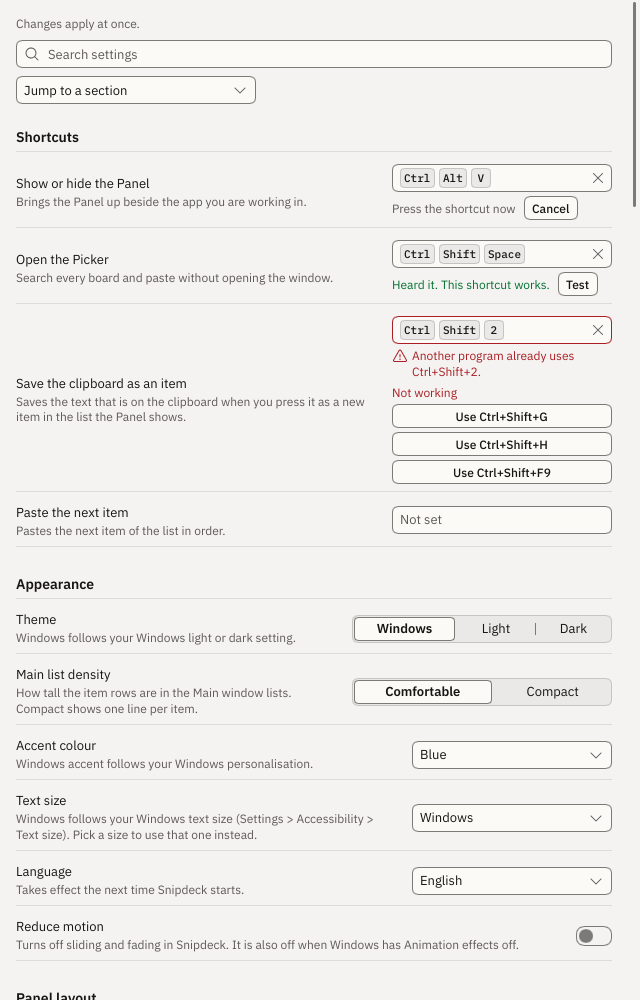 Changes apply at once.
Search settings
Jump to a section
Shortcuts
Show or hide the Panel
Brings the Panel up beside the app you are working in.
Ctrl Alt V
Press the shortcut now Cancel
Open the Picker
Search every board and paste without opening the window.
Ctrl Shift Space
Heard it. This shortcut works. Test
Save the clipboard as an item
Saves the text that is on the clipboard when you press it as a new
item in the list the Panel shows.
Ctrl Shift 2
Another program already uses
Ctrl+Shift+2.
Not working
Use Ctrl+Shift+G
Use Ctrl+Shift+H
Use Ctrl+Shift+F9
Paste the next item
Pastes the next item of the list in order.
Not set
Appearance
Theme
Windows follows your Windows light or dark setting.
Windows Light Dark
Main list density
How tall the item rows are in the Main window lists.
Compact shows one line per item.
Comfortable Compact
Accent colour
Windows accent follows your Windows personalisation.
Blue
Text size
Windows follows your Windows text size (Settings > Accessibility >
Text size). Pick a size to use that one instead.
Windows
Language
Takes effect the next time Snipdeck starts.
English
Reduce motion
Turns off sliding and fading in Snipdeck. It is also off when Windows has Animation effects off.
Panel layout